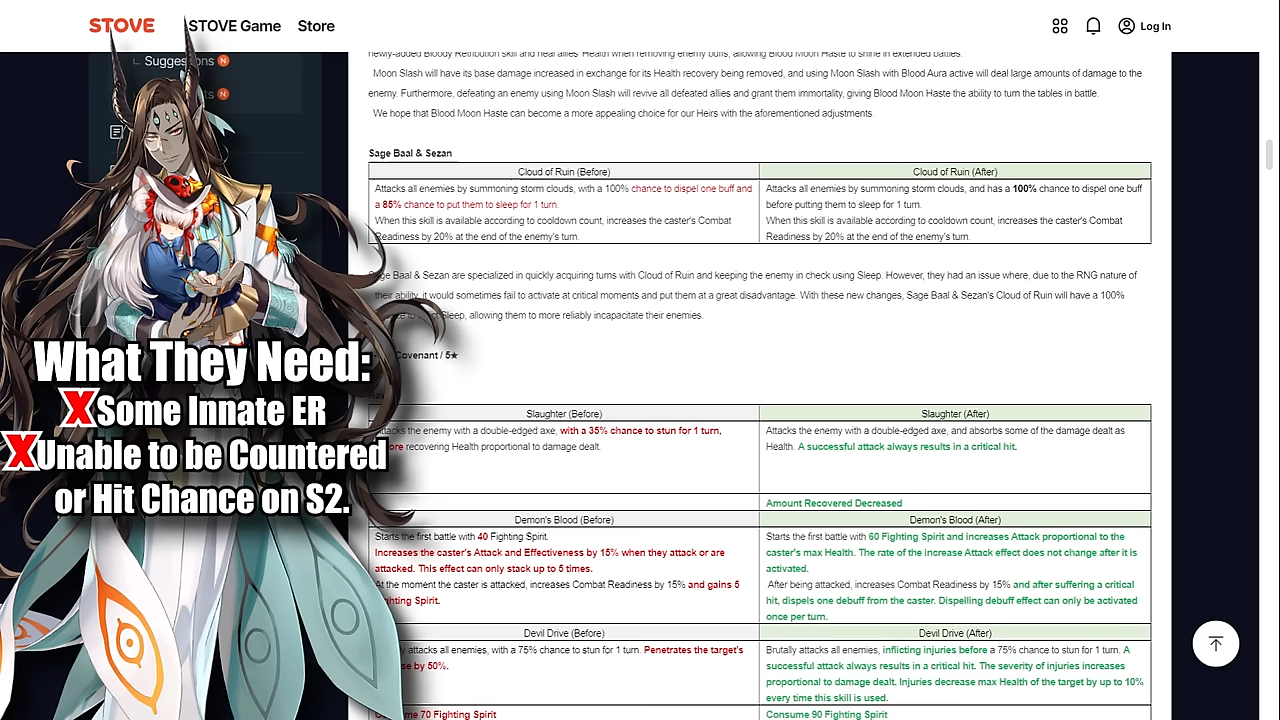 STOVE
STOVE Game
Store
Log In
Suggestions N
N
newly-added Bloody Retribution skill and heal allies' Health when removing enemy buffs, allowing Blood Moon Haste to shine in extended battles.
Moon Slash will have its base damage increased in exchange for its Health recovery being removed, and using Moon Slash with Blood Aura active will deal large amounts of damage to the
enemy. Furthermore, defeating an enemy using Moon Slash will revive all defeated allies and grant them immortality, giving Blood Moon Haste the ability to turn the tables in battle.
We hope that Blood Moon Haste can become a more appealing choice for our Heirs with the aforementioned adjustments.
Sage Baal & Sezan
Cloud of Ruin (Before)
Attacks all enemies by summoning storm clouds, with a 100% chance to dispel one buff and
a 85% chance to put them to sleep for 1 turn.
When this skill is available according to cooldown count, increases the caster's Combat
Readiness by 20% at the end of the enemy's turn.
Cloud of Ruin (After)
Attacks all enemies by summoning storm clouds, and has a 100% chance to dispel one buff
before putting them to sleep for 1 turn.
When this skill is available according to cooldown count, increases the caster's Combat
Readiness by 20% at the end of the enemy's turn.
Sage Baal & Sezan are specialized in quickly acquiring turns with Cloud of Ruin and keeping the enemy in check using Sleep. However, they had an issue where, due to the RNG nature of
their ability, it would sometimes fail to activate at critical moments and put them at a great disadvantage. With these new changes, Sage Baal & Sezan's Cloud of Ruin will have a 100%
Sleep, allowing them to more reliably incapacitate their enemies.
Covenant / 5★
Slaughter (Before)
Attacks the enemy with a double-edged axe, with a 35% chance to stun for 1 turn,
before recovering Health proportional to damage dealt.
Slaughter (After)
Attacks the enemy with a double-edged axe, and absorbs some of the damage dealt as
Health. A successful attack always results in a critical hit.
Amount Recovered Decreased
Demon's Blood (Before)
Starts the first battle with 40 Fighting Spirit.
Increases the caster's Attack and Effectiveness by 15% when they attack or are
attacked. This effect can only stack up to 5 times.
At the moment the caster is attacked, increases Combat Readiness by 15% and gains 5
Fighting Spirit.
Demon's Blood (After)
Starts the first battle with 60 Fighting Spirit and increases Attack proportional to the
caster's max Health. The rate of the increase Attack effect does not change after it is
activated.
After being attacked, increases Combat Readiness by 15% and after suffering a critical
hit, dispels one debuff from the caster. Dispelling debuff effect can only be activated
once per turn.
Devil Drive (Before)
attacks all enemies, with a 75% chance to stun for 1 turn. Penetrates the target's
by 50%.
Consume 70 Fighting Spirit
Devil Drive (After)
Brutally attacks all enemies, inflicting injuries before a 75% chance to stun for 1 turn. A
successful attack always results in a critical hit. The severity of injuries increases
proportional to damage dealt. Injuries decrease max Health of the target by up to 10%
every time this skill is used.
Consume 90 Fighting Spirit
What They Need:
X Some Innate ER
X Unable to be Countered
or Hit Chance on S2.